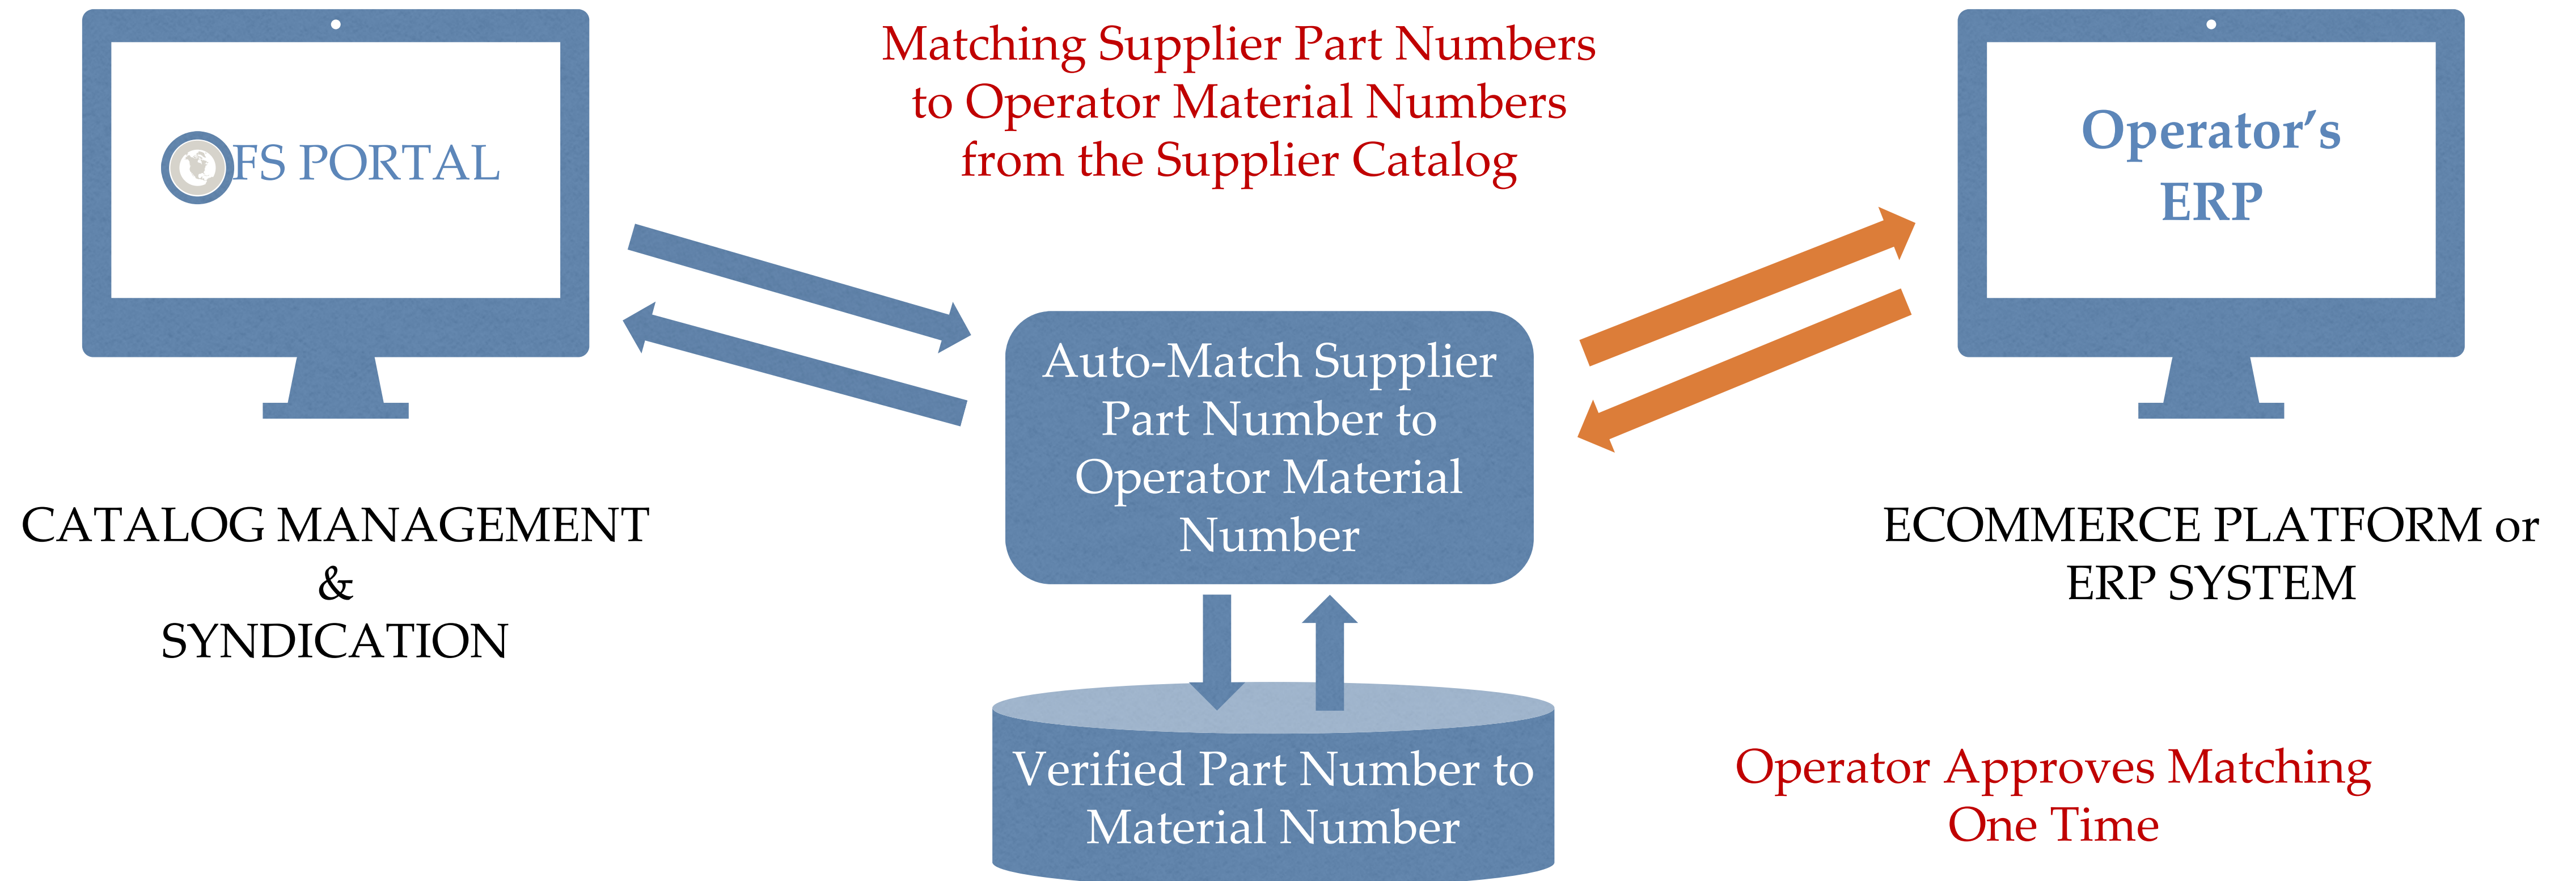 Matching Supplier Part Numbers
to Operator Material Numbers
from the Supplier Catalog
OFS PORTAL
Operator’s
ERP
Auto-Match Supplier
Part Number to
Operator Material
Number
CATALOG MANAGEMENT
&
SYNDICATION
ECOMMERCE PLATFORM or
ERP SYSTEM
Verified Part Number to
Material Number
Operator Approves Matching
One Time